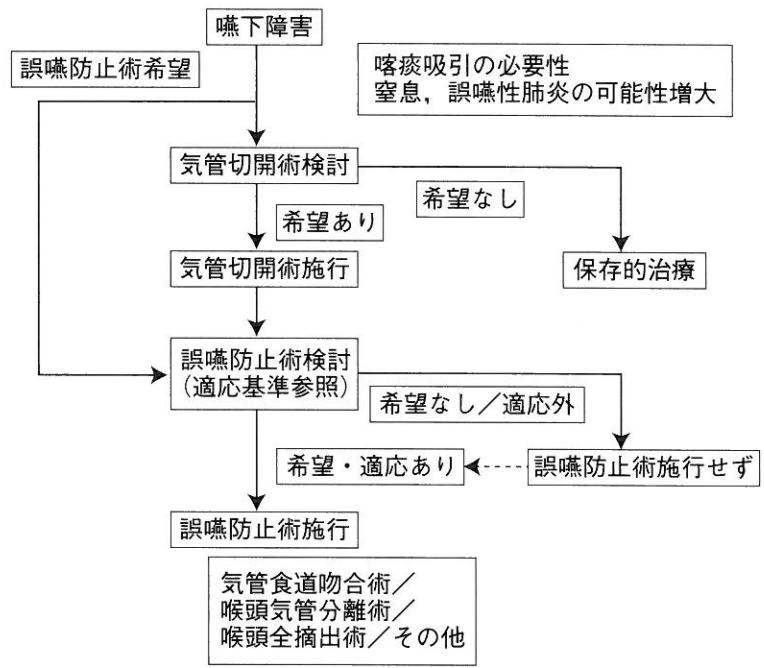 嚥下障害
誤嚥防止術希望
喀痰吸引の必要性
窒息,誤嚥性肺炎の可能性増大
気管切開術検討
希望なし
希望あり
気管切開術施行
保存的治療
誤嚥防止術検討
(適応基準参照)
希望なし/適応外
希望・適応あり
誤嚥防止術施行せず
誤嚥防止術施行
気管食道吻合術/
喉頭気管分離術/
喉頭全摘出術/その他